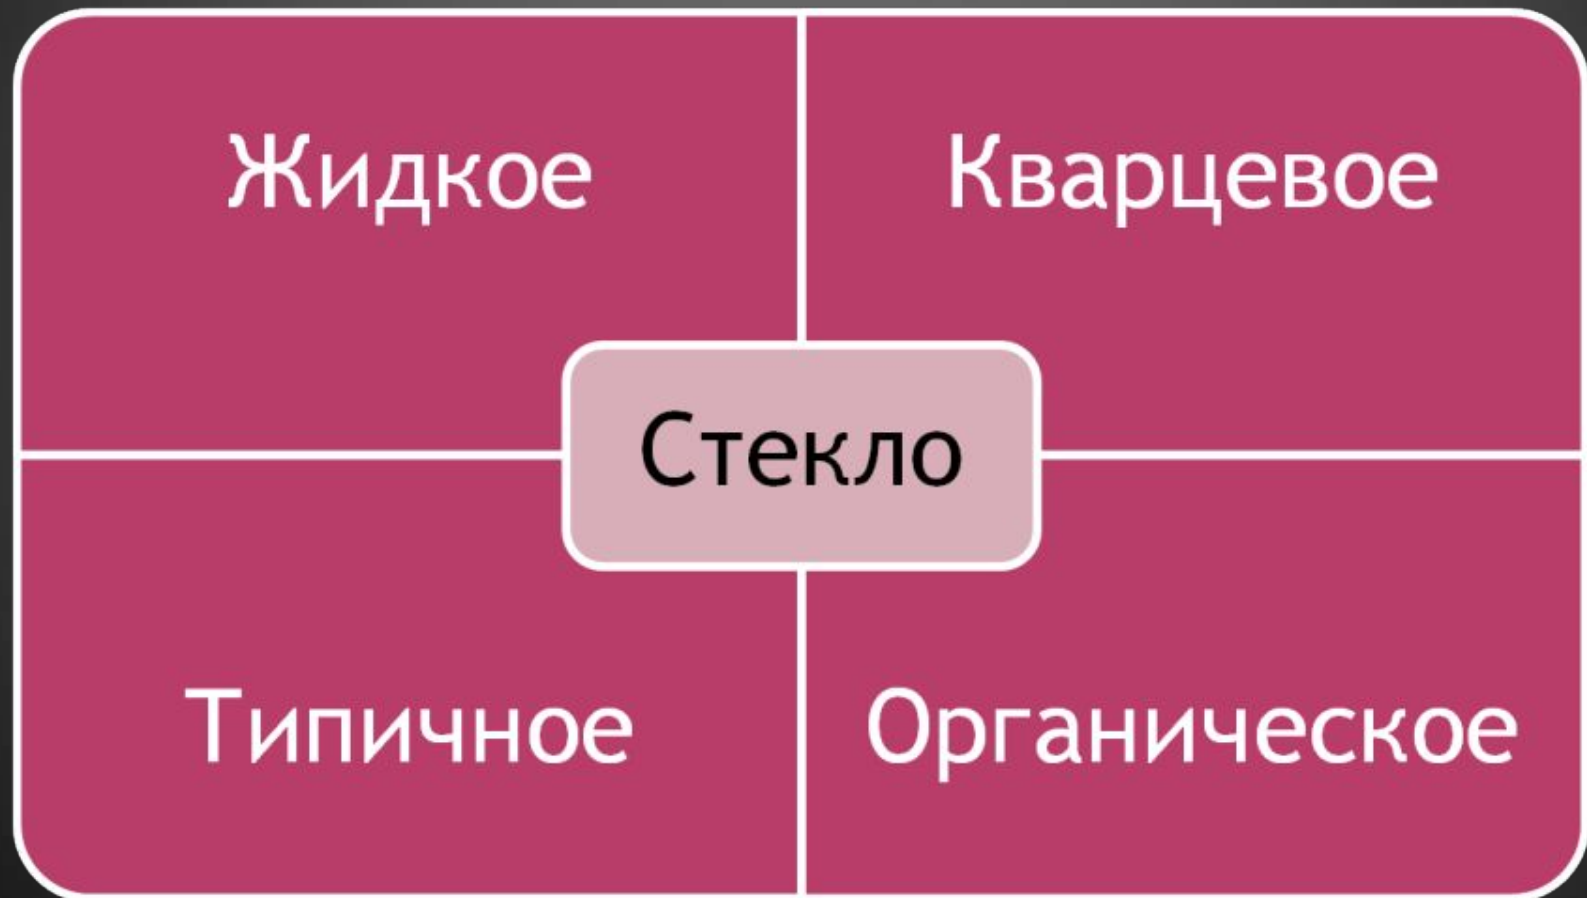 Жидкое
Кварцевое
Стекло
Типичное
Органическое